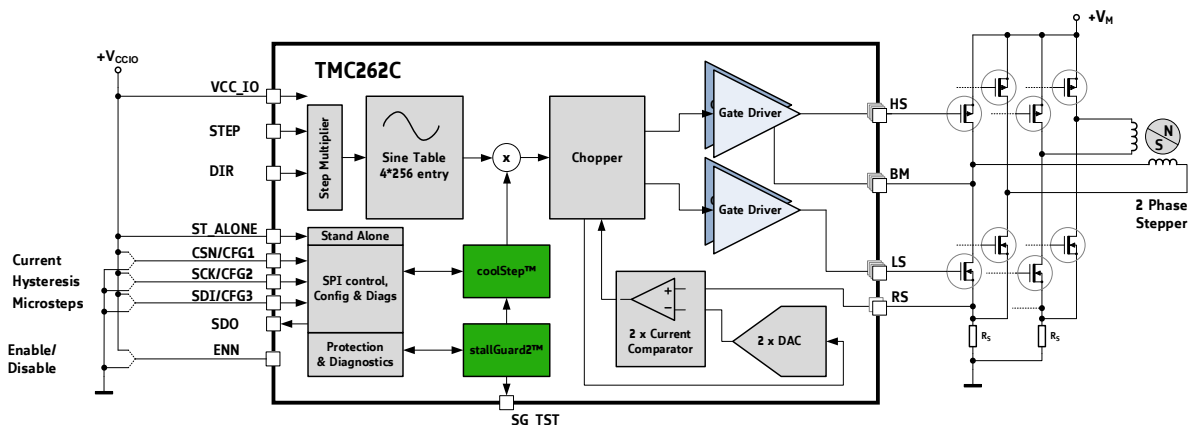 +VM
+VCCIO
TMC262C
VCC_IO
STEP
DIR
Step Multiplier
Sine Table
4*256 entry
x
Chopper
Gate Driver
Gate Driver
HS
BM
LS
RS
N
S
2 Phase
Stepper
ST_ALONE
CSN/CFG1
SCK/CFG2
SDI/CFG3
SDO
ENN
Current
Hysteresis
Microsteps
Enable/
Disable
Stand Alone
SPI control,
Config & Diags
Protection
& Diagnostics
coolStep™
stallGuard2™
SG_TST
+
−
2 x Current
Comparator
2 x DAC
RS
RS